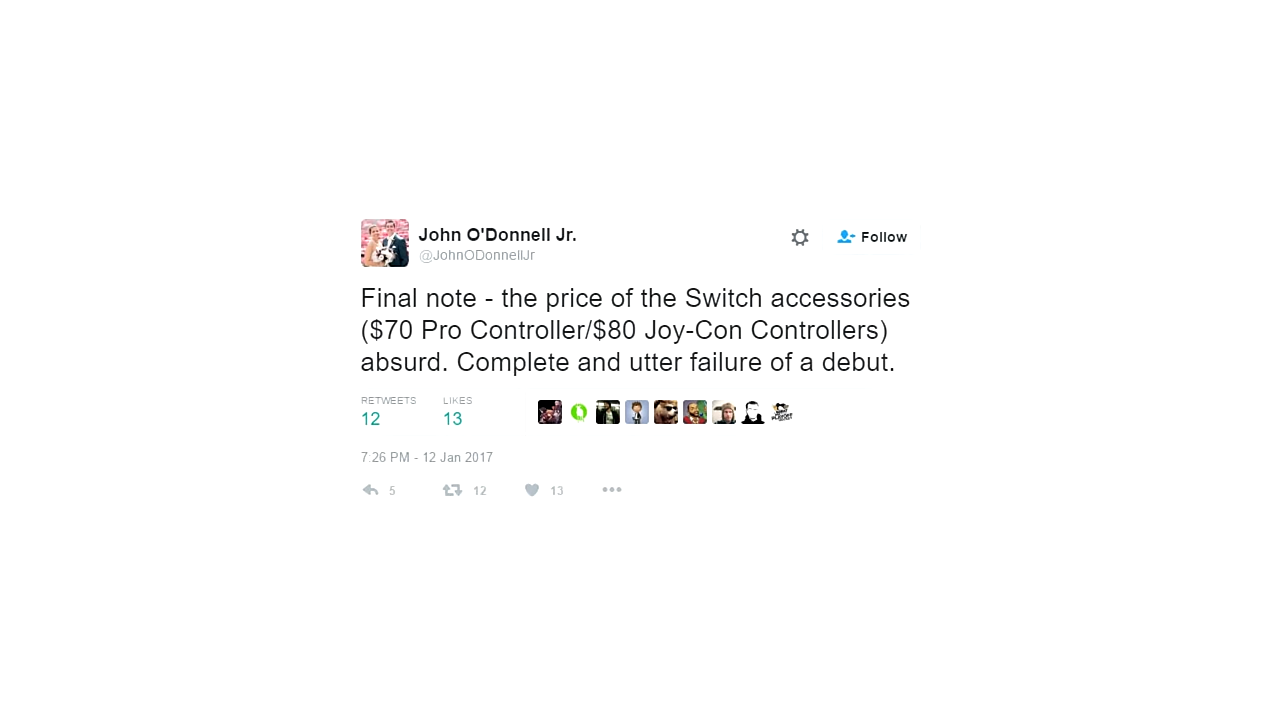 John O'Donnell Jr.
@JohnODonnellJr
Follow
Final note - the price of the Switch accessories
($70 Pro Controller/$80 Joy-Con Controllers)
absurd. Complete and utter failure of a debut.
RETWEETS LIKES
12 13
7:26 PM - 12 Jan 2017
5 12 13